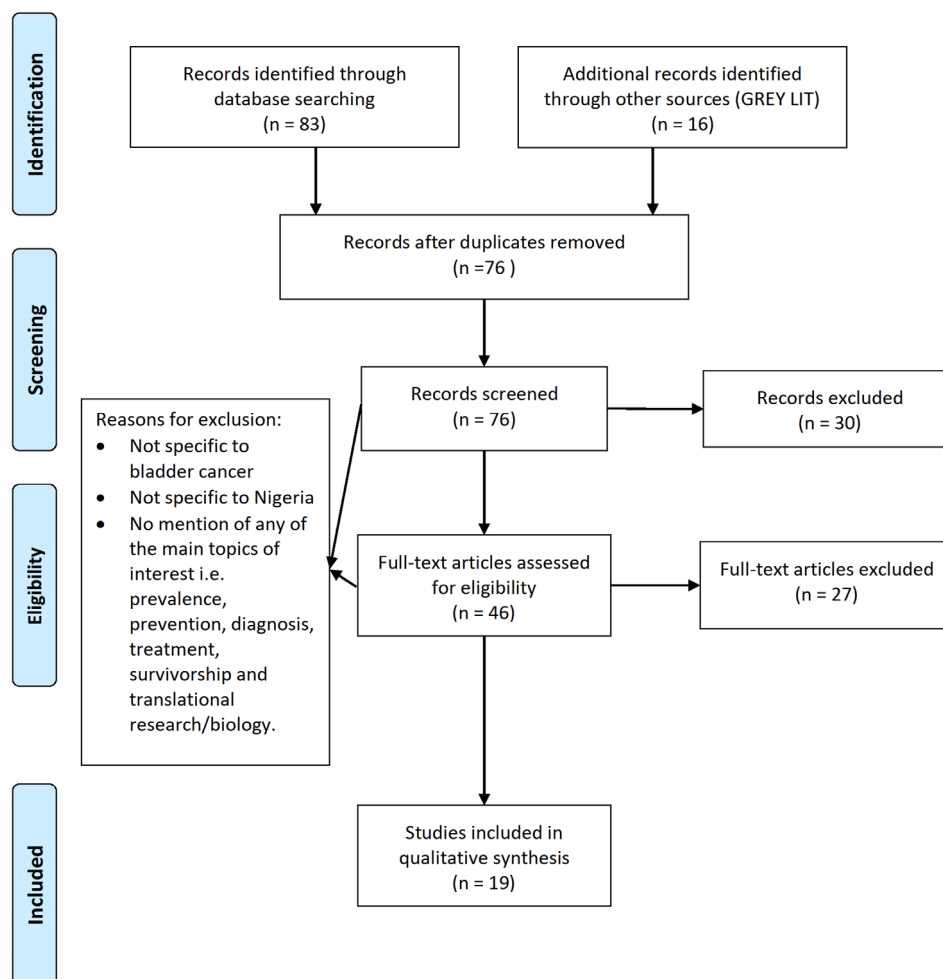 Identification
Records identified through
database searching
(n = 83)
Additional records identified
through other sources (GREY LIT)
(n = 16)
Records after duplicates removed
(n =76 )
Screening
Records screened
(n = 76)
Records excluded
(n = 30)
Reasons for exclusion:
• Not specific to
bladder cancer
• Not specific to Nigeria
• No mention of any of
the main topics of
interest i.e.
prevalence,
prevention, diagnosis,
treatment,
survivorship and
translational
research/biology.
Eligibility
Full-text articles assessed
for eligibility
(n = 46)
Full-text articles excluded
(n = 27)
Included
Studies included in
qualitative synthesis
(n = 19)